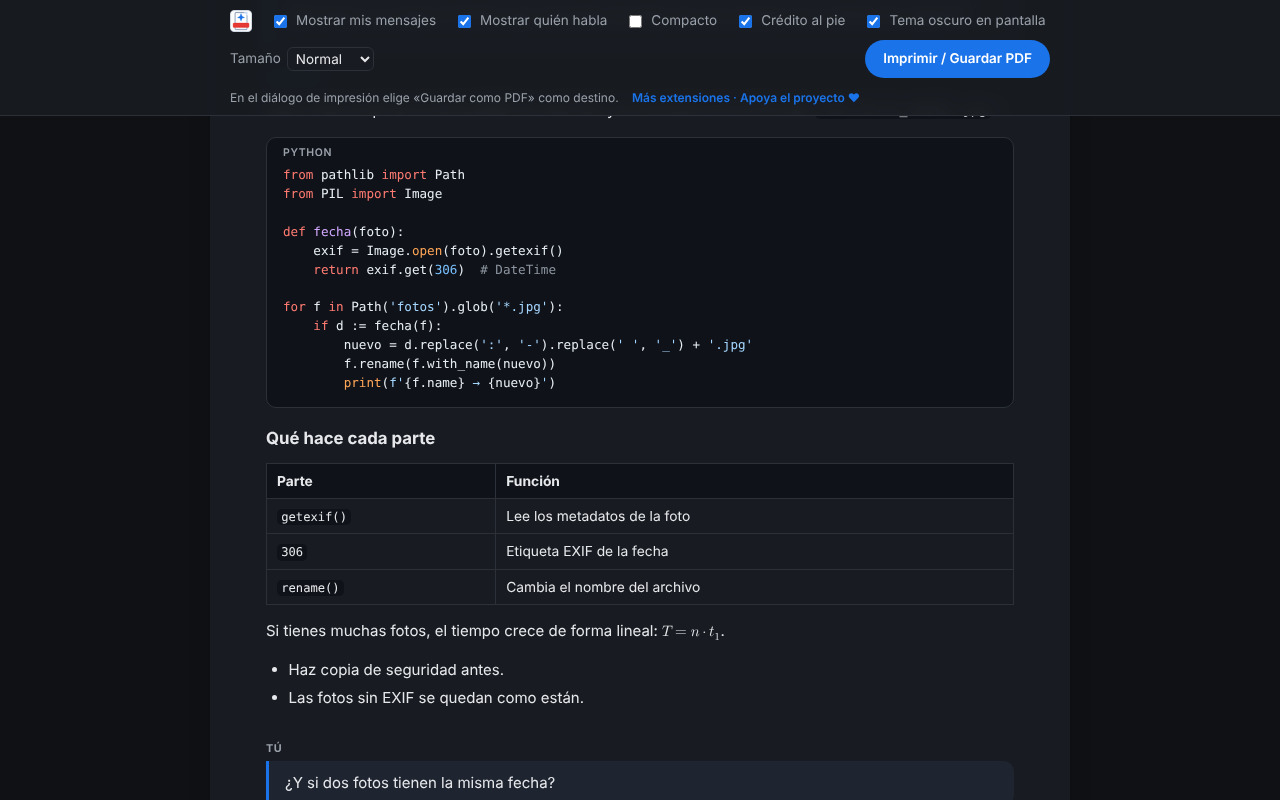 Mostrar mis mensajes
Mostrar quién habla
Compacto
Crédito al pie
Tema oscuro en pantalla
Tamaño
Normal
Imprimir / Guardar PDF
En el diálogo de impresión elige «Guardar como PDF» como destino.
Más extensiones · Apoya el proyecto ♥
PYTHON
from pathlib import Path
from PIL import Image
def fecha(foto):
    exif = Image.open(foto).getexif()
    return exif.get(306)  # DateTime
for f in Path('fotos').glob('*.jpg'):
    if d := fecha(f):
        nuevo = d.replace(':', '-').replace(' ', '_') + '.jpg'
        f.rename(f.with_name(nuevo))
        print(f'{f.name} → {nuevo}')
Qué hace cada parte
Parte Función
getexif() Lee los metadatos de la foto
306 Etiqueta EXIF de la fecha
rename() Cambia el nombre del archivo
Si tienes muchas fotos, el tiempo crece de forma lineal: T = n · t₁.
• Haz copia de seguridad antes.
• Las fotos sin EXIF se quedan como están.
TÚ
¿Y si dos fotos tienen la misma fecha?